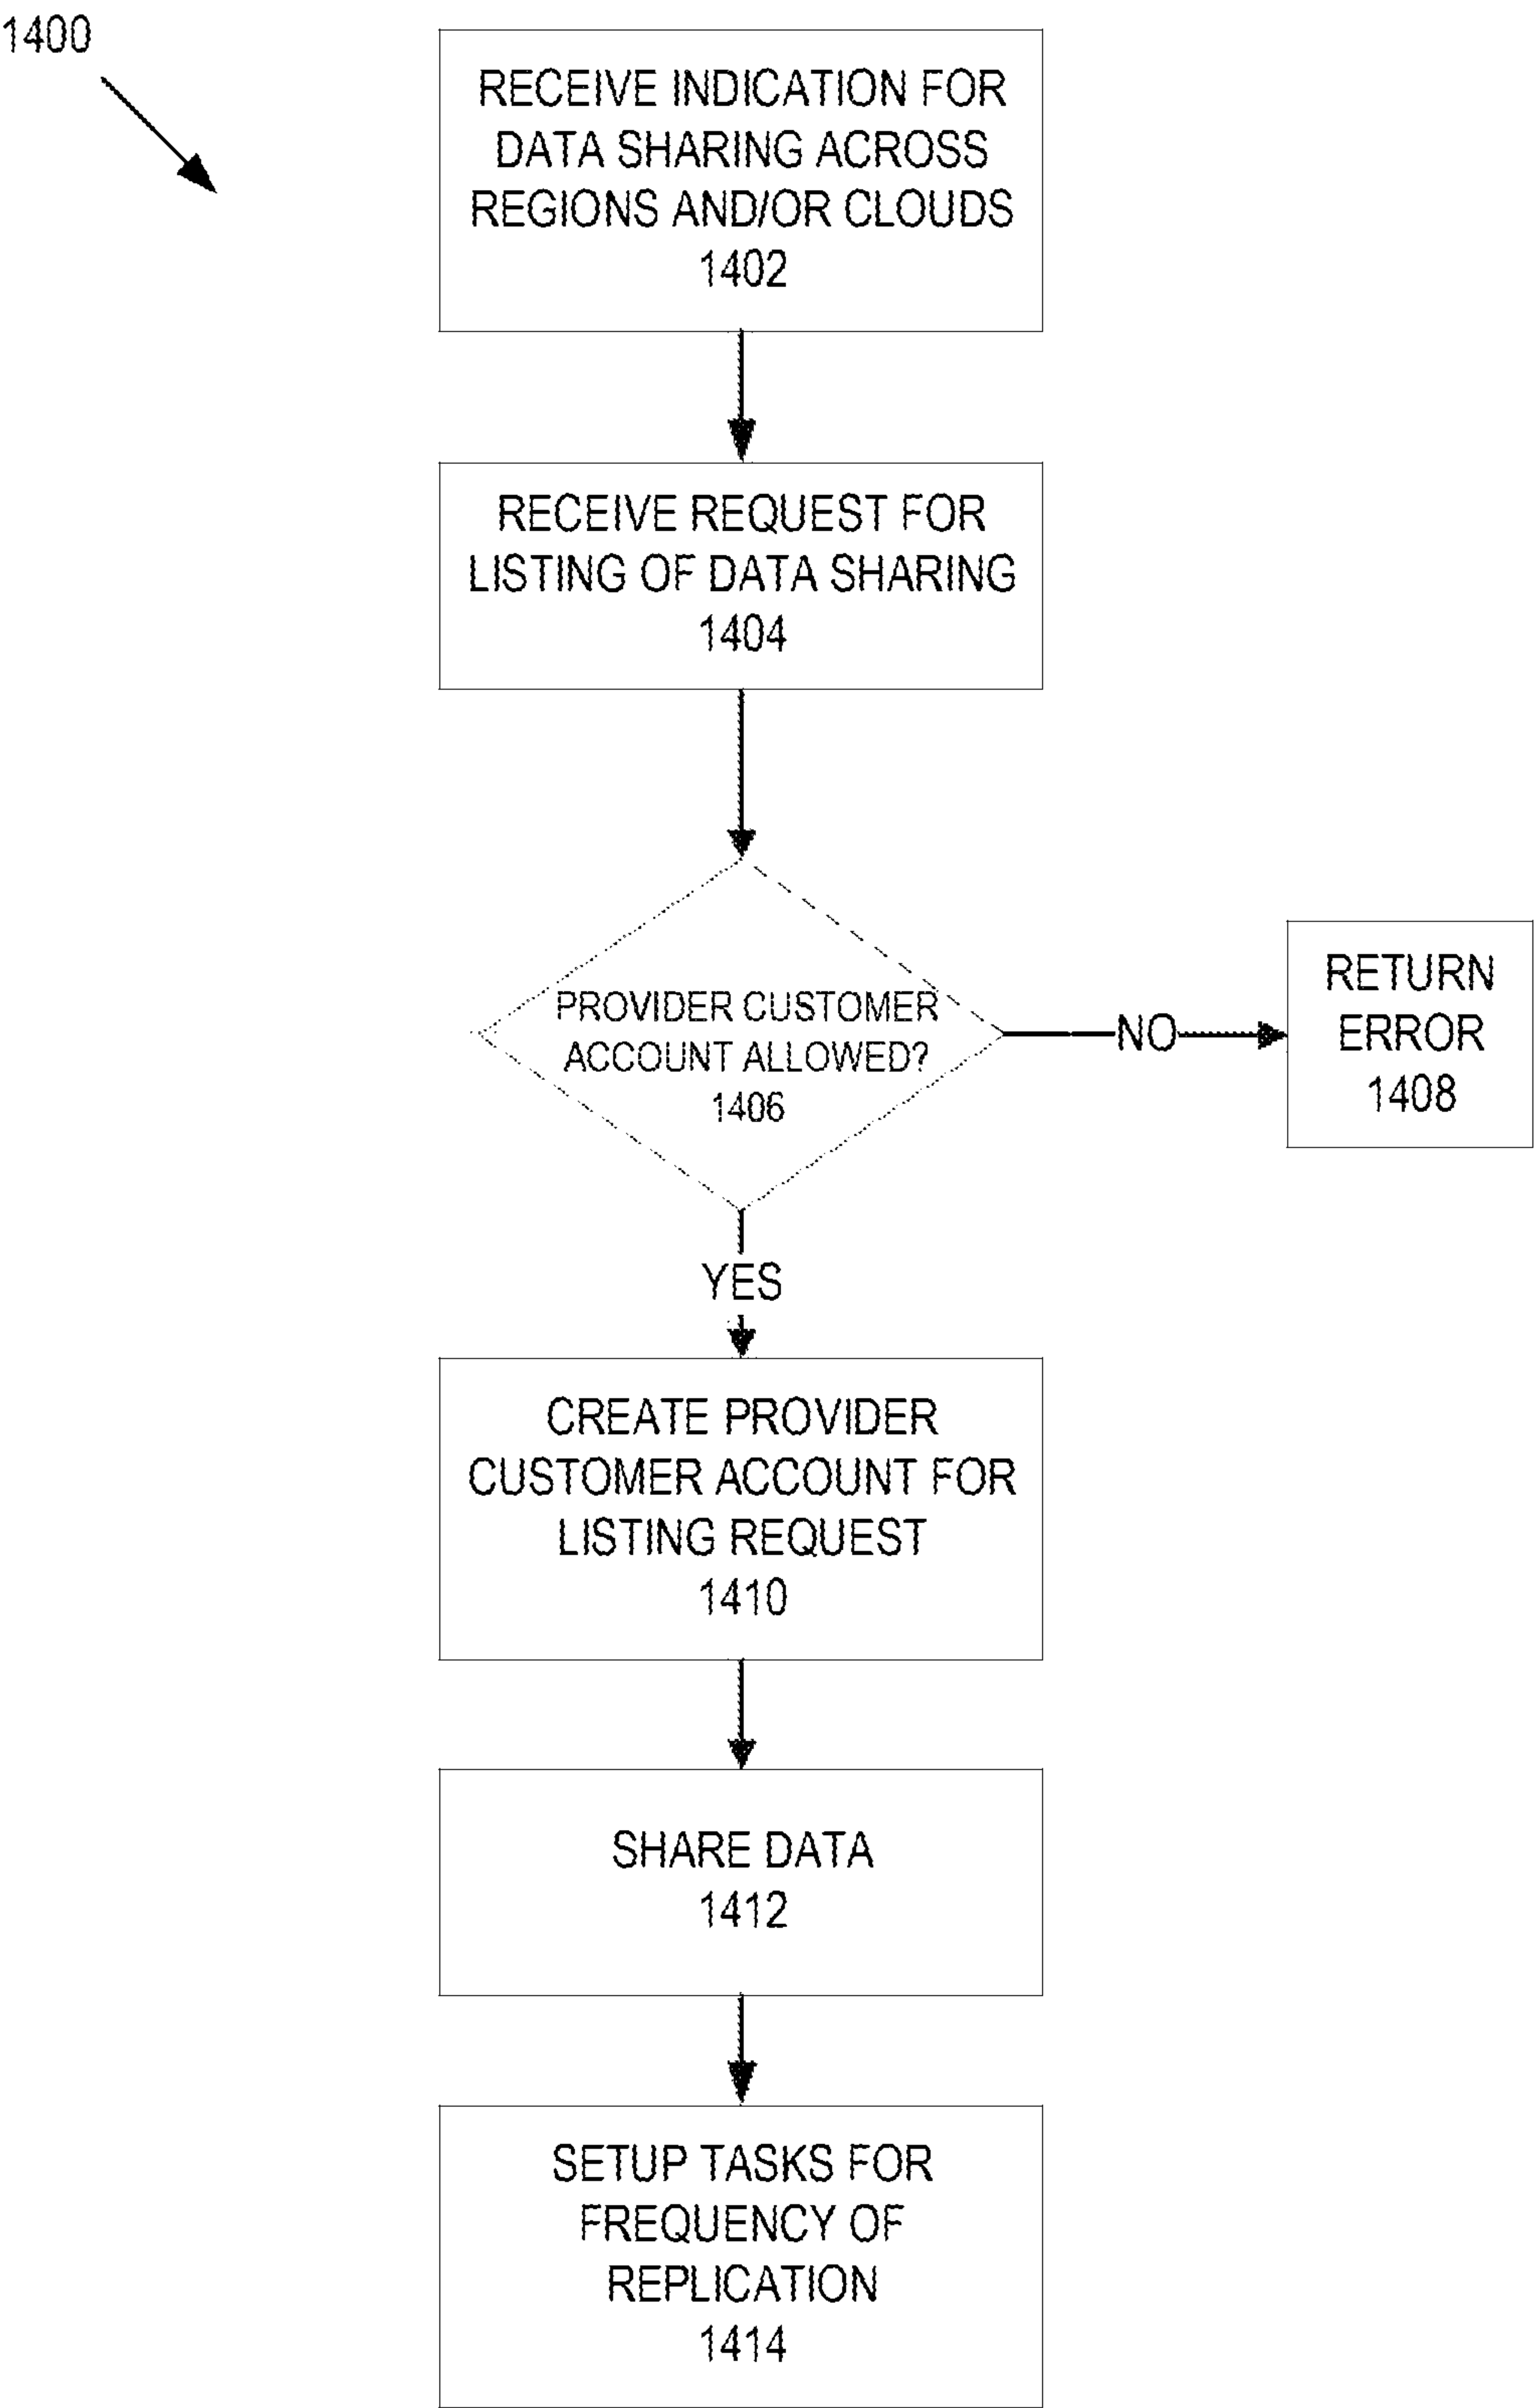 1400
RECEIVE INDICATION FOR
DATA SHARING ACROSS
REGIONS AND/OR CLOUDS
1402
RECEIVE REQUEST FOR
LISTING OF DATA SHARING
1404
PROVIDER CUSTOMER
ACCOUNT ALLOWED?
1406
NO
RETURN
ERROR
1408
YES
CREATE PROVIDER
CUSTOMER ACCOUNT FOR
LISTING REQUEST
1410
SHARE DATA
1412
SETUP TASKS FOR
FREQUENCY OF
REPLICATION
1414